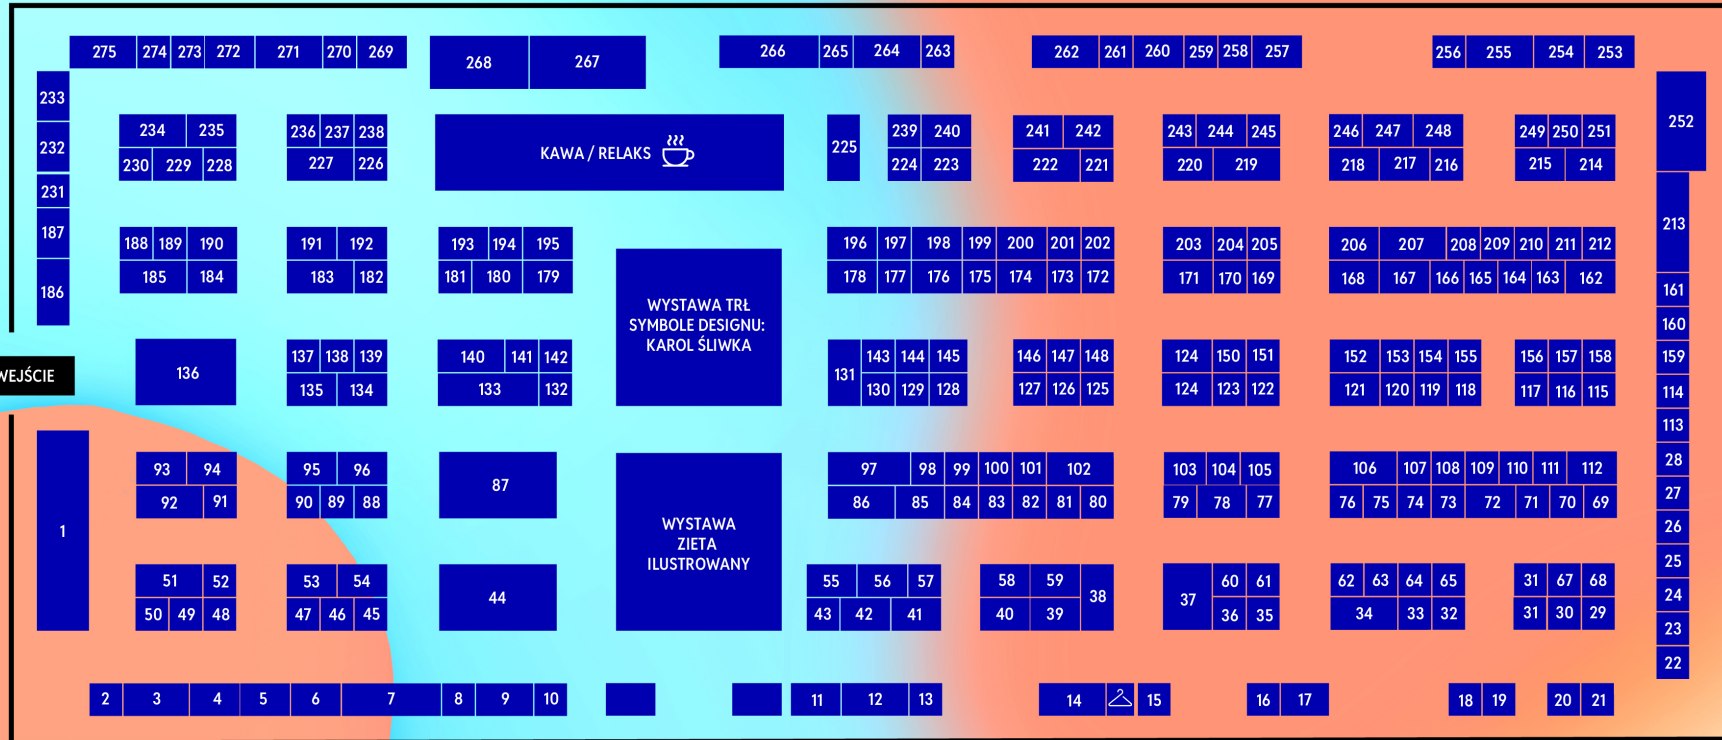 275 274 273 272 271 270 269
268 267
266 265 264 263
262 261 260 259 258 257
256 255 254 253
233
232
231
187
186
234 235
230 229 228
236 237 238
227 226
KAWA / RELAKS
225
239 240
224 223
241 242
222 221
243 244 245
220 219
246 247 248
218 217 216
249 250 251
215 214
252
213
188 189 190
185 184
191 192
183 182
193 194 195
181 180 179
WYSTAWA TRŁ
SYMBOLE DESIGNU:
KAROL ŚLIWKA
196 197 198 199 200 201 202
178 177 176 175 174 173 172
203 204 205
171 170 169
206 207 208 209 210 211 212
168 167 166 165 164 163 162
161
160
159
114
113
28
27
26
25
24
23
22
WEJŚCIE
136
137 138 139
135 134
140 141 142
133 132
131
143 144 145
130 129 128
146 147 148
127 126 125
124 150 151
124 123 122
152 153 154 155
121 120 119 118
156 157 158
117 116 115
1
93 94
92 91
95 96
90 89 88
87
WYSTAWA
ZIETA
ILUSTROWANY
97 98 99 100 101 102
86 85 84 83 82 81 80
103 104 105
79 78 77
106 107 108 109 110 111 112
76 75 74 73 72 71 70 69
51 52
50 49 48
53 54
47 46 45
44
55 56 57
43 42 41
58 59
40 39
38
37
60 61
36 35
62 63 64 65
34 33 32
31 67 68
31 30 29
2 3 4 5 6 7 8 9 10
11 12 13
14 15
16 17
18 19
20 21